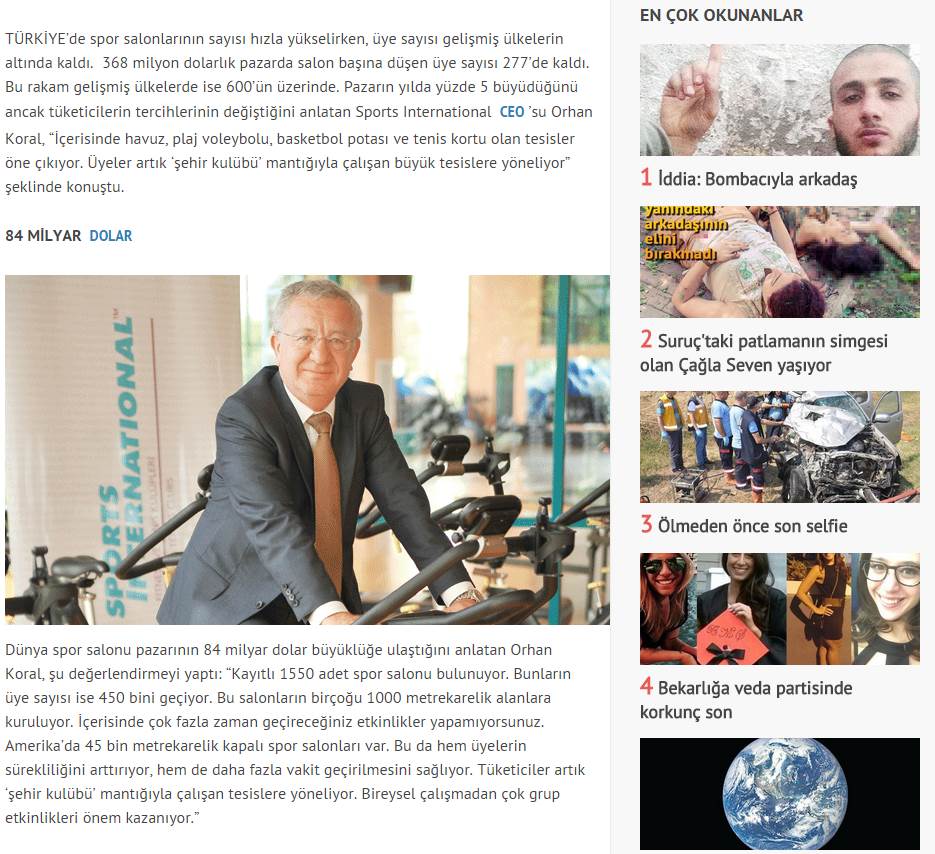 TÜRKİYE’de spor salonlarının sayısı hızla yükselirken, üye sayısı gelişmiş ülkelerin
altında kaldı.  368 milyon dolarlık pazarda salon başına düşen üye sayısı 277’de kaldı.
Bu rakam gelişmiş ülkelerde ise 600’ün üzerinde. Pazarın yılda yüzde 5 büyüdüğünü
ancak tüketicilerin tercihlerinin değiştiğini anlatan Sports International CEO ’su Orhan
Koral, “İçerisinde havuz, plaj voleybolu, basketbol potası ve tenis kortu olan tesisler
öne çıkıyor. Üyeler artık ‘şehir kulübü’ mantığıyla çalışan büyük tesislere yöneliyor”
şeklinde konuştu.
84 MİLYAR DOLAR
SPORTS
INTERNATIONAL™
Dünya spor salonu pazarının 84 milyar dolar büyüklüğe ulaştığını anlatan Orhan
Koral, şu değerlendirmeyi yaptı: “Kayıtlı 1550 adet spor salonu bulunuyor. Bunların
üye sayısı ise 450 bini geçiyor. Bu salonların birçoğu 1000 metrekarelik alanlara
kuruluyor. İçerisinde çok fazla zaman geçireceğiniz etkinlikler yapamıyorsunuz.
Amerika’da 45 bin metrekarelik kapalı spor salonları var. Bu da hem üyelerin
sürekliliğini arttırıyor, hem de daha fazla vakit geçirilmesini sağlıyor. Tüketiciler artık
‘şehir kulübü’ mantığıyla çalışan tesislere yöneliyor. Bireysel çalışmadan çok grup
etkinlikleri önem kazanıyor.”
EN ÇOK OKUNANLAR
1 İddia: Bombacıyla arkadaş
yanındaki
arkadaşının
elini
bırakmadı
2 Suruç'taki patlamanın simgesi
olan Çağla Seven yaşıyor
3 Ölmeden önce son selfie
4 Bekarlığa veda partisinde
korkunç son